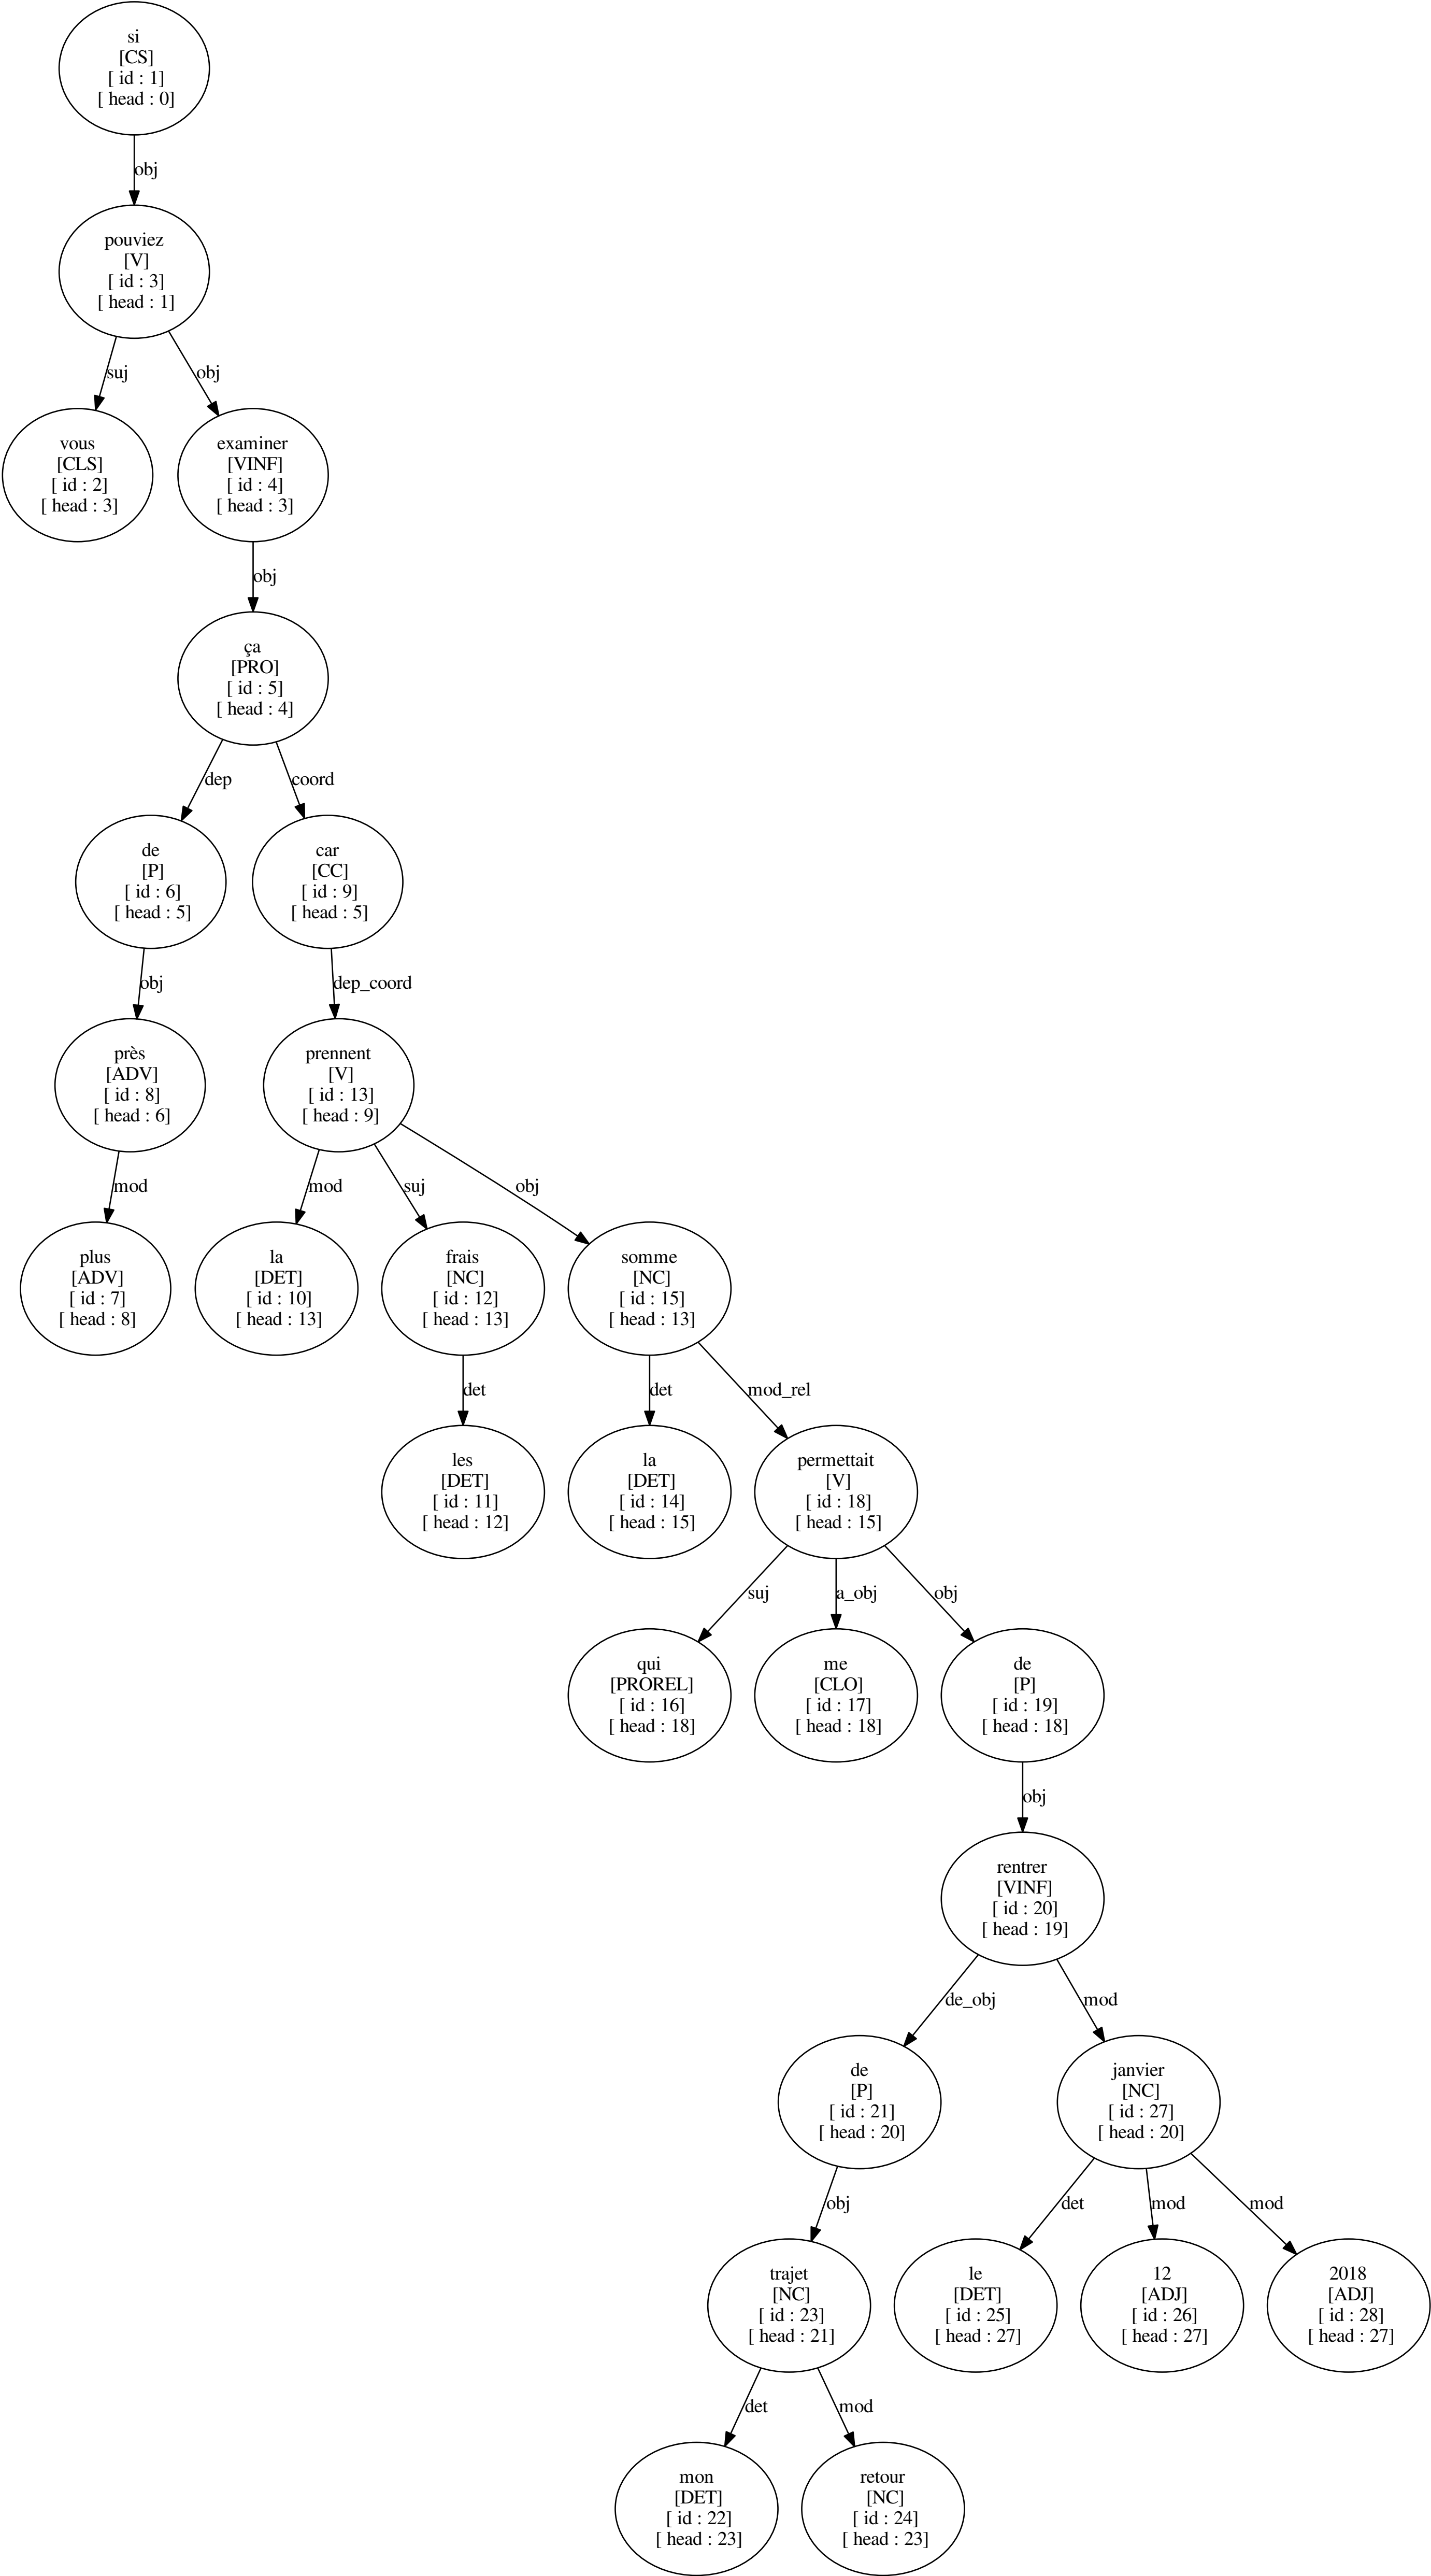 si
[CS]
[ id : 1]
[ head : 0]
obj
pouviez
[V]
[ id : 3]
[ head : 1]
suj
obj
vous
[CLS]
[ id : 2]
[ head : 3]
examiner
[VINF]
[ id : 4]
[ head : 3]
obj
ça
[PRO]
[ id : 5]
[ head : 4]
dep
coord
de
[P]
[ id : 6]
[ head : 5]
car
[CC]
[ id : 9]
[ head : 5]
obj
dep_coord
près
[ADV]
[ id : 8]
[ head : 6]
prennent
[V]
[ id : 13]
[ head : 9]
mod
mod
suj
obj
plus
[ADV]
[ id : 7]
[ head : 8]
la
[DET]
[ id : 10]
[ head : 13]
frais
[NC]
[ id : 12]
[ head : 13]
somme
[NC]
[ id : 15]
[ head : 13]
det
det
mod_rel
les
[DET]
[ id : 11]
[ head : 12]
la
[DET]
[ id : 14]
[ head : 15]
permettait
[V]
[ id : 18]
[ head : 15]
suj
a_obj
obj
qui
[PROREL]
[ id : 16]
[ head : 18]
me
[CLO]
[ id : 17]
[ head : 18]
de
[P]
[ id : 19]
[ head : 18]
obj
rentrer
[VINF]
[ id : 20]
[ head : 19]
de_obj
mod
de
[P]
[ id : 21]
[ head : 20]
janvier
[NC]
[ id : 27]
[ head : 20]
obj
det
mod
mod
trajet
[NC]
[ id : 23]
[ head : 21]
le
[DET]
[ id : 25]
[ head : 27]
12
[ADJ]
[ id : 26]
[ head : 27]
2018
[ADJ]
[ id : 28]
[ head : 27]
det
mod
mon
[DET]
[ id : 22]
[ head : 23]
retour
[NC]
[ id : 24]
[ head : 23]